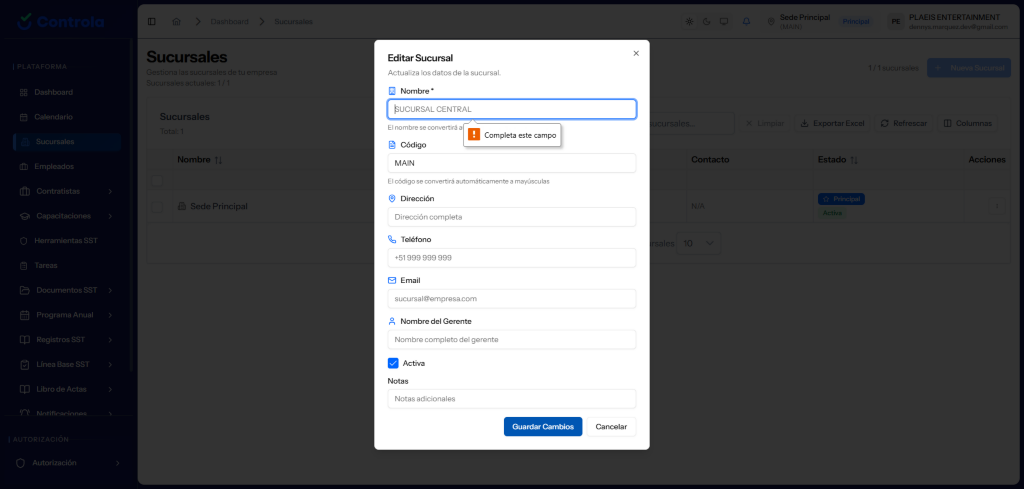 Controla
Dashboard
Sucursales
Sede Principal
(MAIN)
Principal
PE
PLAEIS ENTERTAINMENT
| PLATAFORMA
Dashboard
Calendario
Sucursales
Empleados
Contratistas
Capacitaciones
Herramientas SST
Tareas
Documentos SST
Programa Anual
Registros SST
Línea Base SST
Libro de Actas
Notificaciones
| AUTORIZACIÓN
Autorización
Sucursales
Gestiona las sucursales de tu empresa
Sucursales actuales: 1 / 1
1 / 1 sucursales
Nueva Sucursal
Sucursales
Total: 1
sucursales...
Limpiar
Exportar Excel
Refrescar
Columnas
Nombre
Contacto
Estado
Acciones
Sede Principal
N/A
Principal
Activa
10
Editar Sucursal
Actualiza los datos de la sucursal.
Nombre *
SUCURSAL CENTRAL
El nombre se convertirá a
Completa este campo
Código
MAIN
El código se convertirá automáticamente a mayúsculas
Dirección
Dirección completa
Teléfono
+51 999 999 999
Email
sucursal@empresa.com
Nombre del Gerente
Nombre completo del gerente
Activa
Notas
Notas adicionales
Guardar Cambios
Cancelar